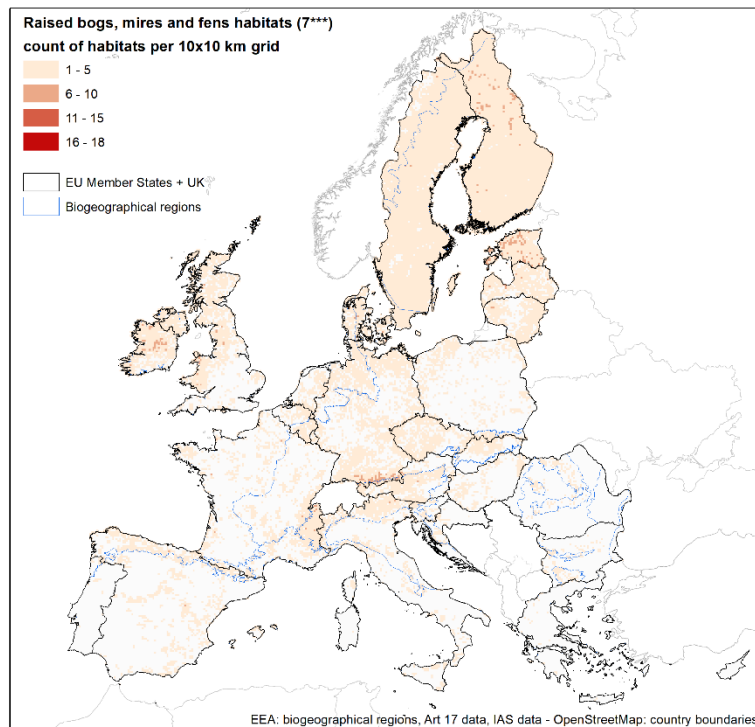 Raised bogs, mires and fens habitats (7***)
count of habitats per 10x10 km grid
1 - 5
6 - 10
11 - 15
16 - 18
EU Member States + UK
Biogeographical regions
EEA: biogeographical regions, Art 17 data, IAS data - OpenStreetMap: country boundaries